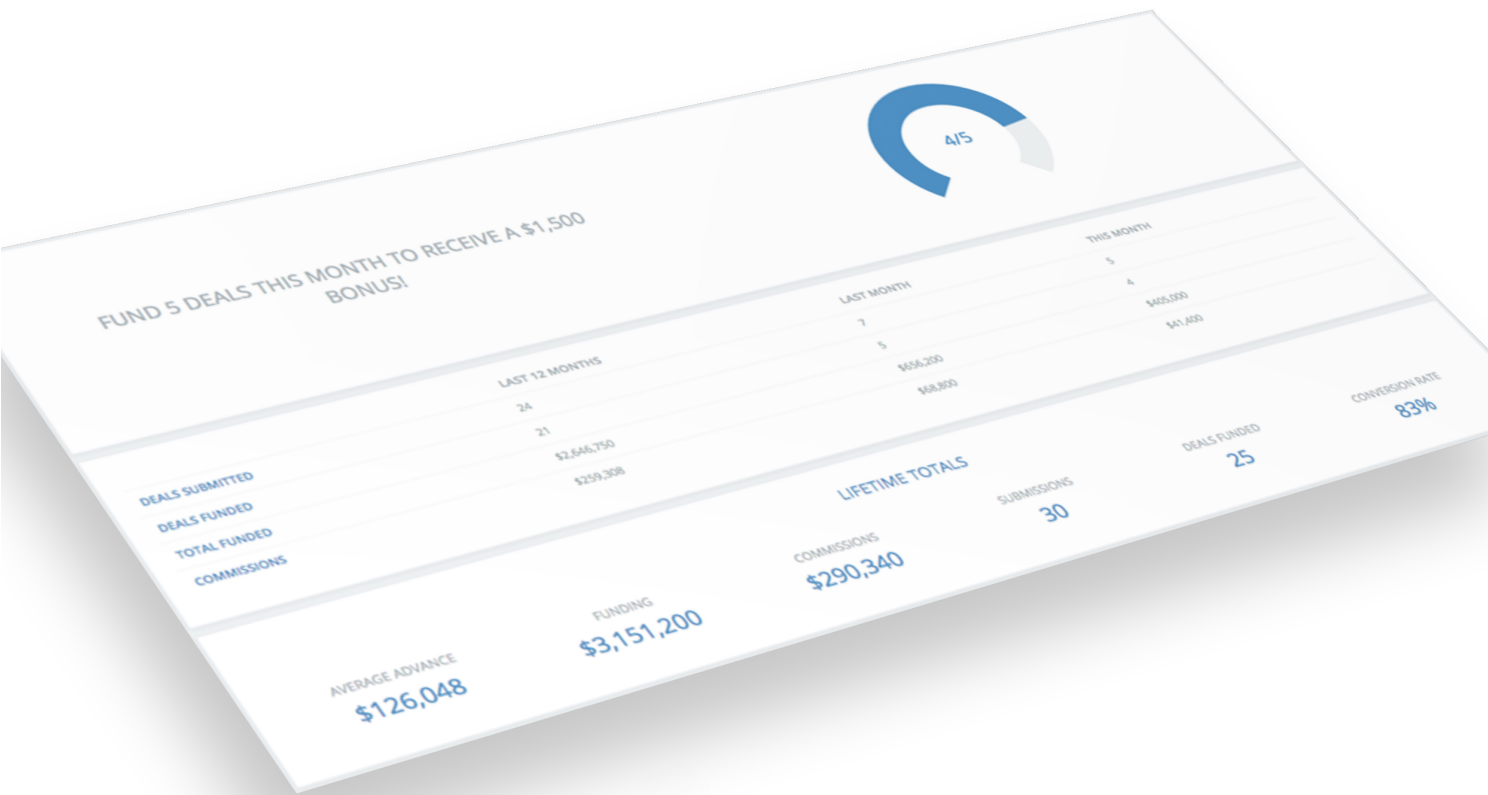 FUND 5 DEALS THIS MONTH TO RECEIVE A $1,500
BONUS!
4/5
LAST 12 MONTHS LAST MONTH THIS MONTH
DEALS SUBMITTED 24 7 5
DEALS FUNDED 21 5 4
TOTAL FUNDED $2,646,750 $656,200 $405,000
COMMISSIONS $259,308 $68,800 $41,400
LIFETIME TOTALS
AVERAGE ADVANCE FUNDING COMMISSIONS SUBMISSIONS DEALS FUNDED CONVERSION RATE
$126,048 $3,151,200 $290,340 30 25 83%